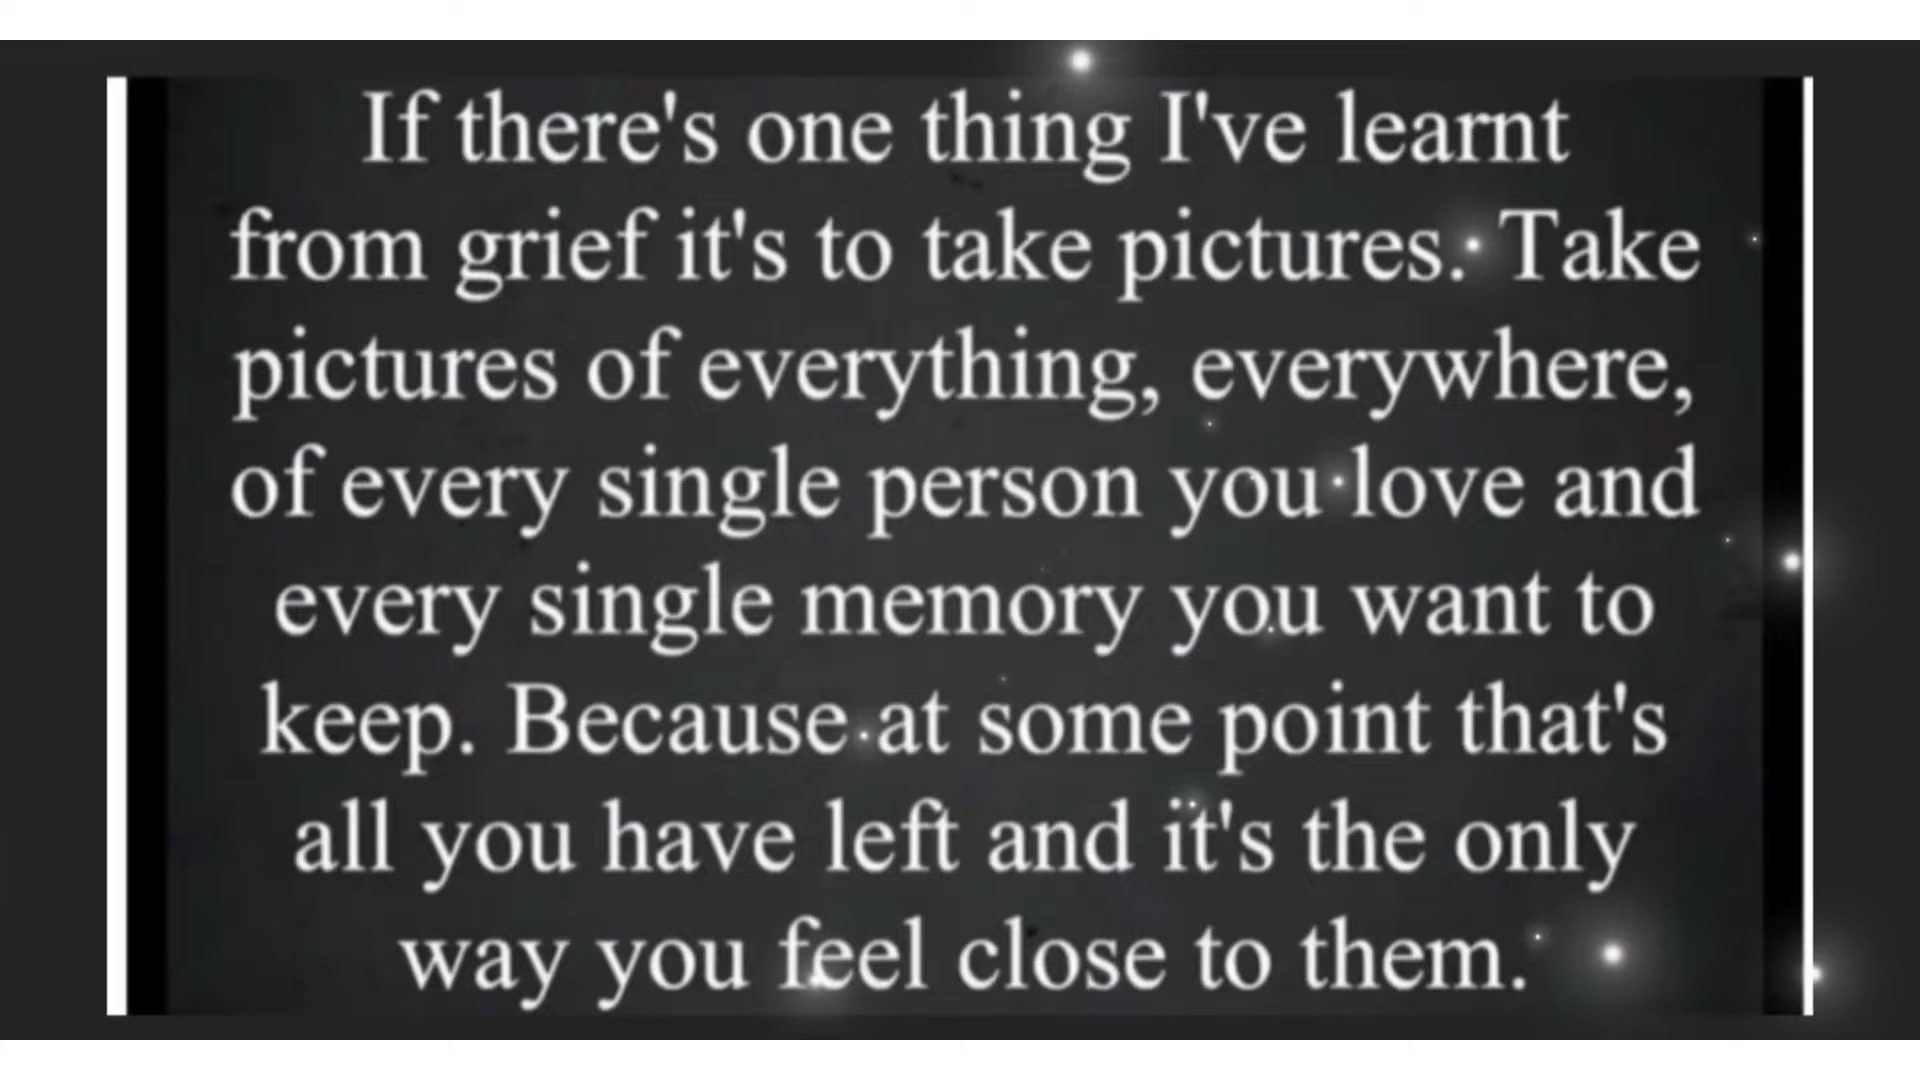 If there's one thing I've learnt
from grief it's to take pictures. Take
pictures of everything, everywhere,
of every single person you love and
every single memory you want to
keep. Because at some point that's
all you have left and it's the only
way you feel close to them.